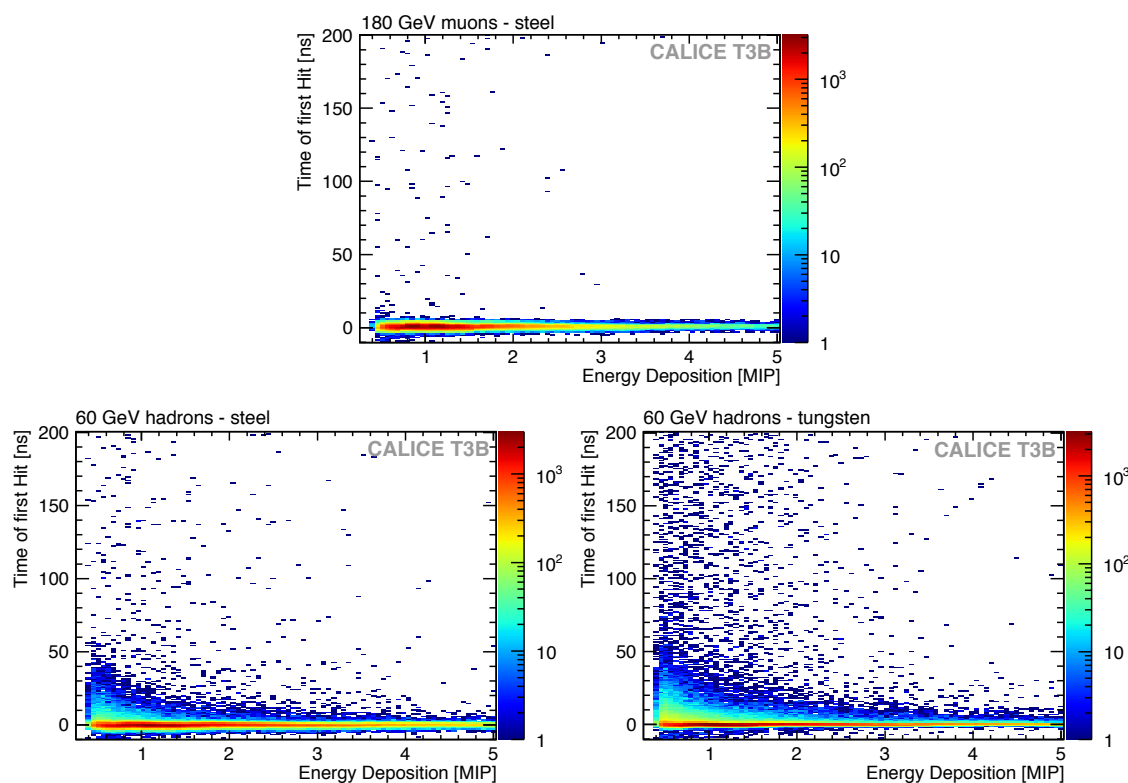 180 GeV muons - steel
CALICE T3B
Time of first Hit [ns]
200
150
100
50
0
1 2 3 4 5
Energy Deposition [MIP]
10³
10²
10
1
60 GeV hadrons - steel
CALICE T3B
Time of first Hit [ns]
200
150
100
50
0
1 2 3 4 5
Energy Deposition [MIP]
10³
10²
10
1
60 GeV hadrons - tungsten
CALICE T3B
Time of first Hit [ns]
200
150
100
50
0
1 2 3 4 5
Energy Deposition [MIP]
10³
10²
10
1